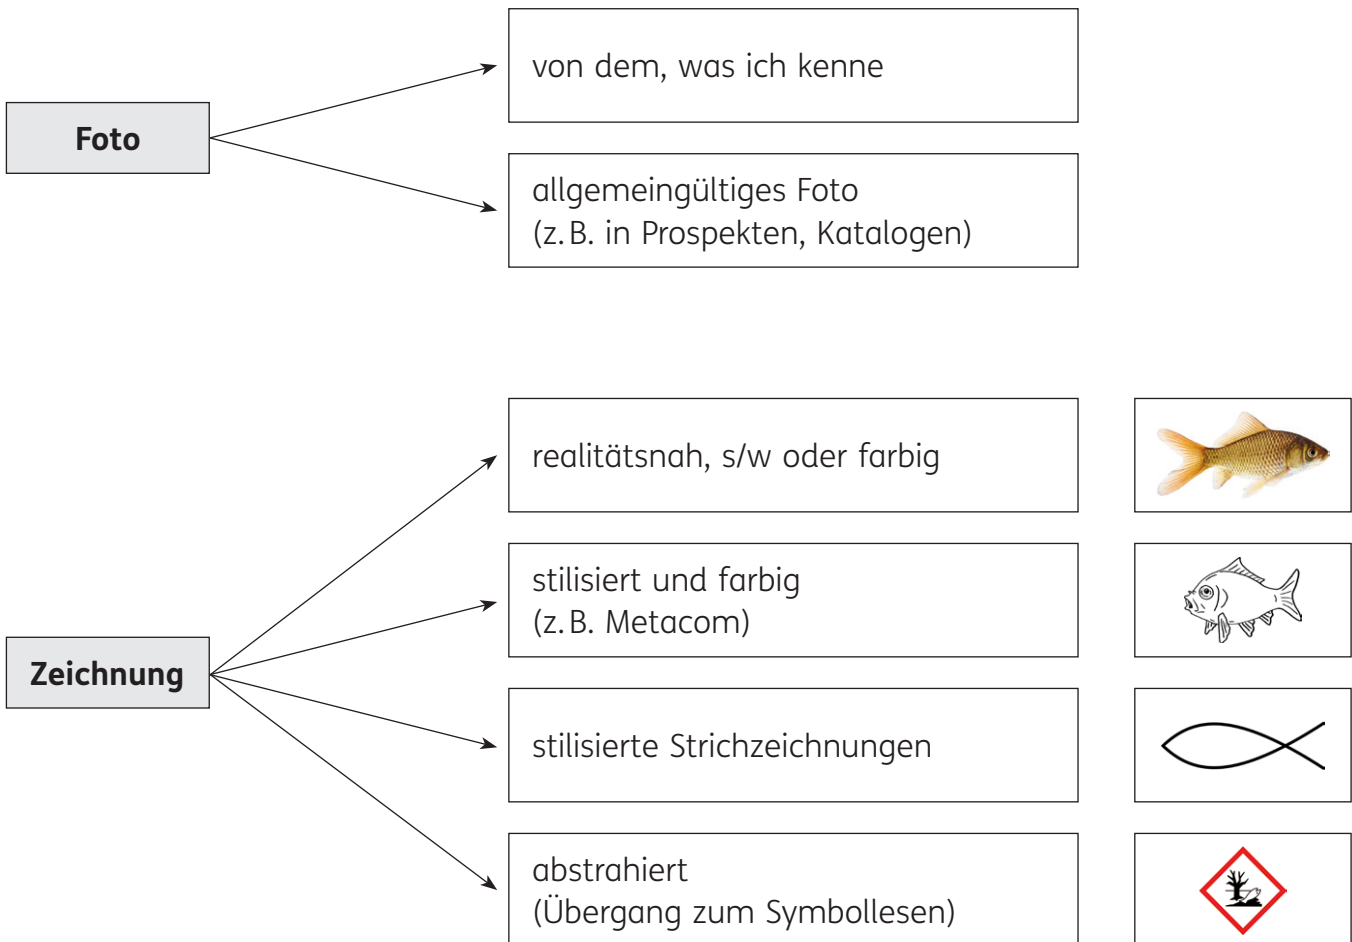 von dem, was ich kenne
Foto
allgemeingültiges Foto
(z. B. in Prospekten, Katalogen)
realitätsnah, s/w oder farbig
stilisiert und farbig
(z. B. Metacom)
Zeichnung
stilisierte Strichzeichnungen
abstrahiert
(Übergang zum Symbollesen)